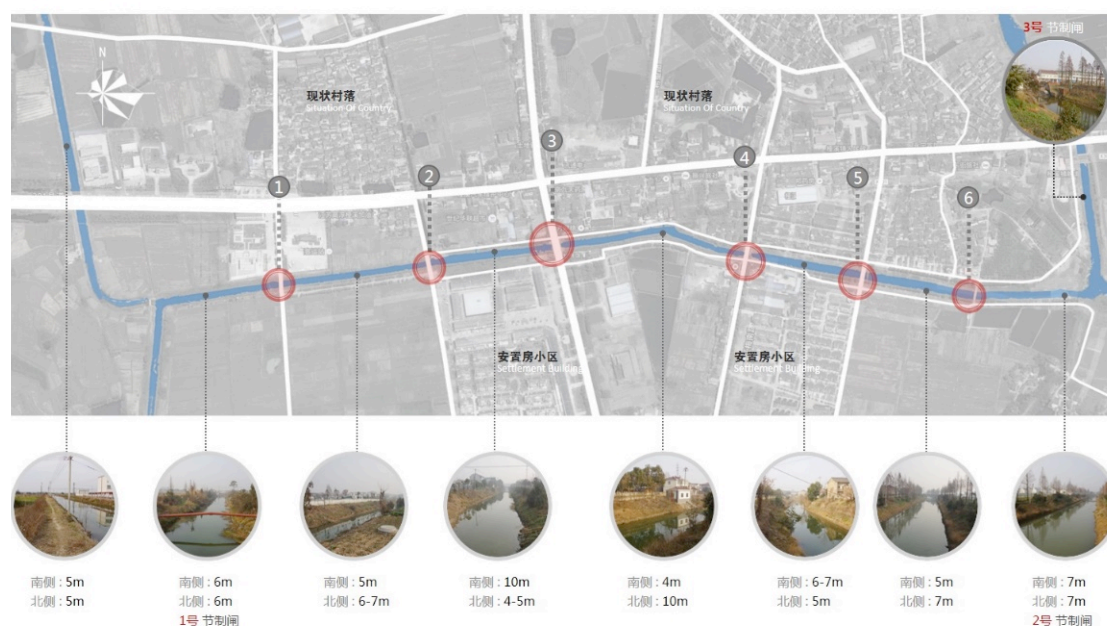 3号 节制闸
N
现状村落
Situation Of Country
现状村落
Situation Of Country
3
4
2
5
1
6
安置房小区
Settlement Building
安置房小区
Settlement Building
南侧 : 5m
北侧 : 5m
南侧 : 6m
北侧 : 6m
1号 节制闸
南侧 : 5m
北侧 : 6-7m
南侧 : 10m
北侧 : 4-5m
南侧 : 4m
北侧 : 10m
南侧 : 6-7m
北侧 : 5m
南侧 : 5m
北侧 : 7m
南侧 : 7m
北侧 : 7m
2号 节制闸